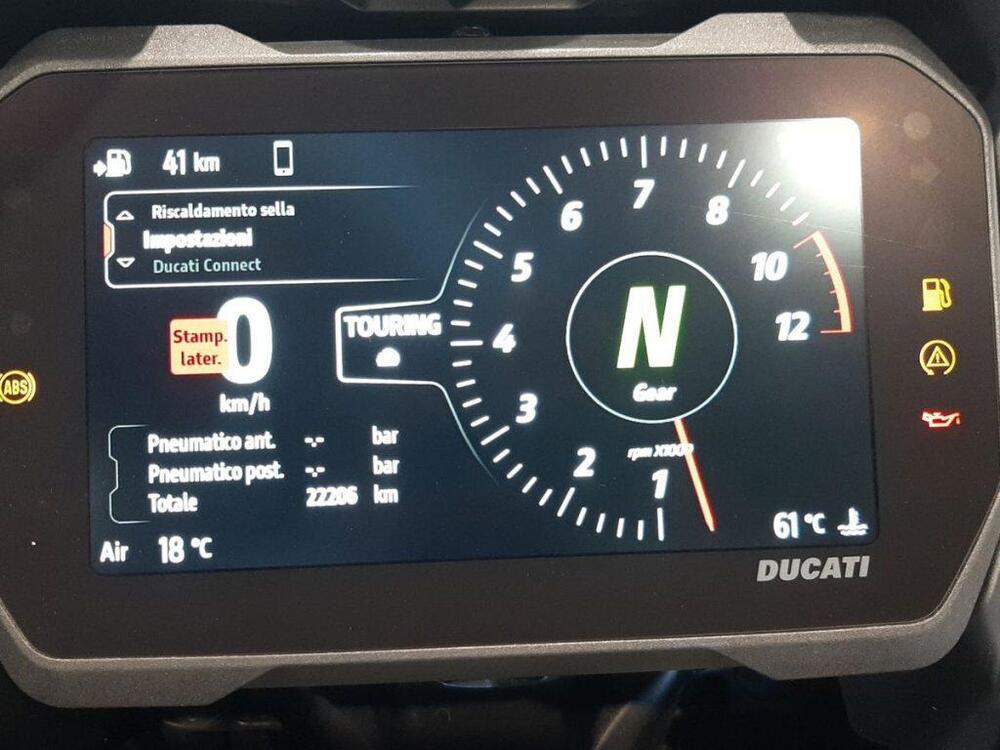 41 km
Riscaldamento sella
Impostazioni
Ducati Connect
Stamp.
later.
0
km/h
TOURING
Pneumatico ant. -.- bar
Pneumatico post. -.- bar
Totale 22206 km
Air 18 °C
1
2
3
4
5
6
7
8
10
12
N
Gear
rpm X1000
61 °C
DUCATI
ABS